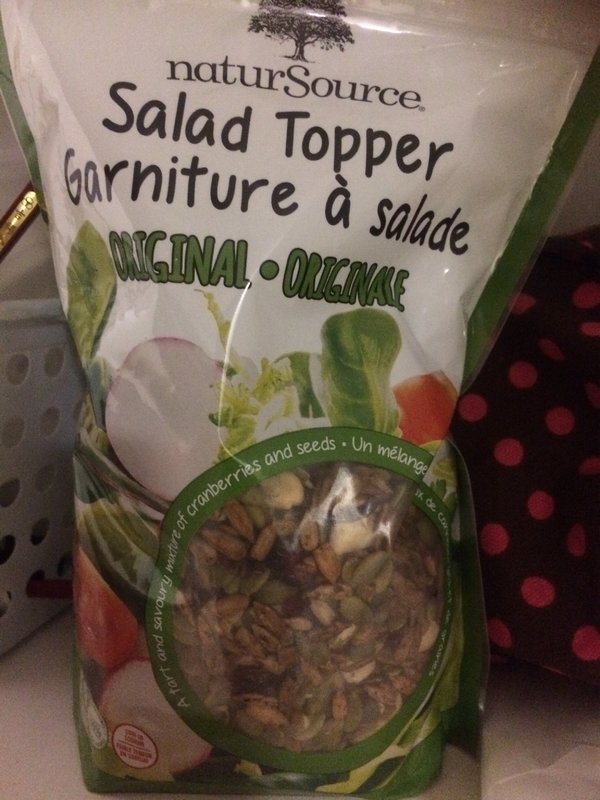 naturSource
Salad Topper
Garniture à salade
ORIGINAL • ORIGINALE
A tart and savoury mixture of cranberries and seeds • Un mélange